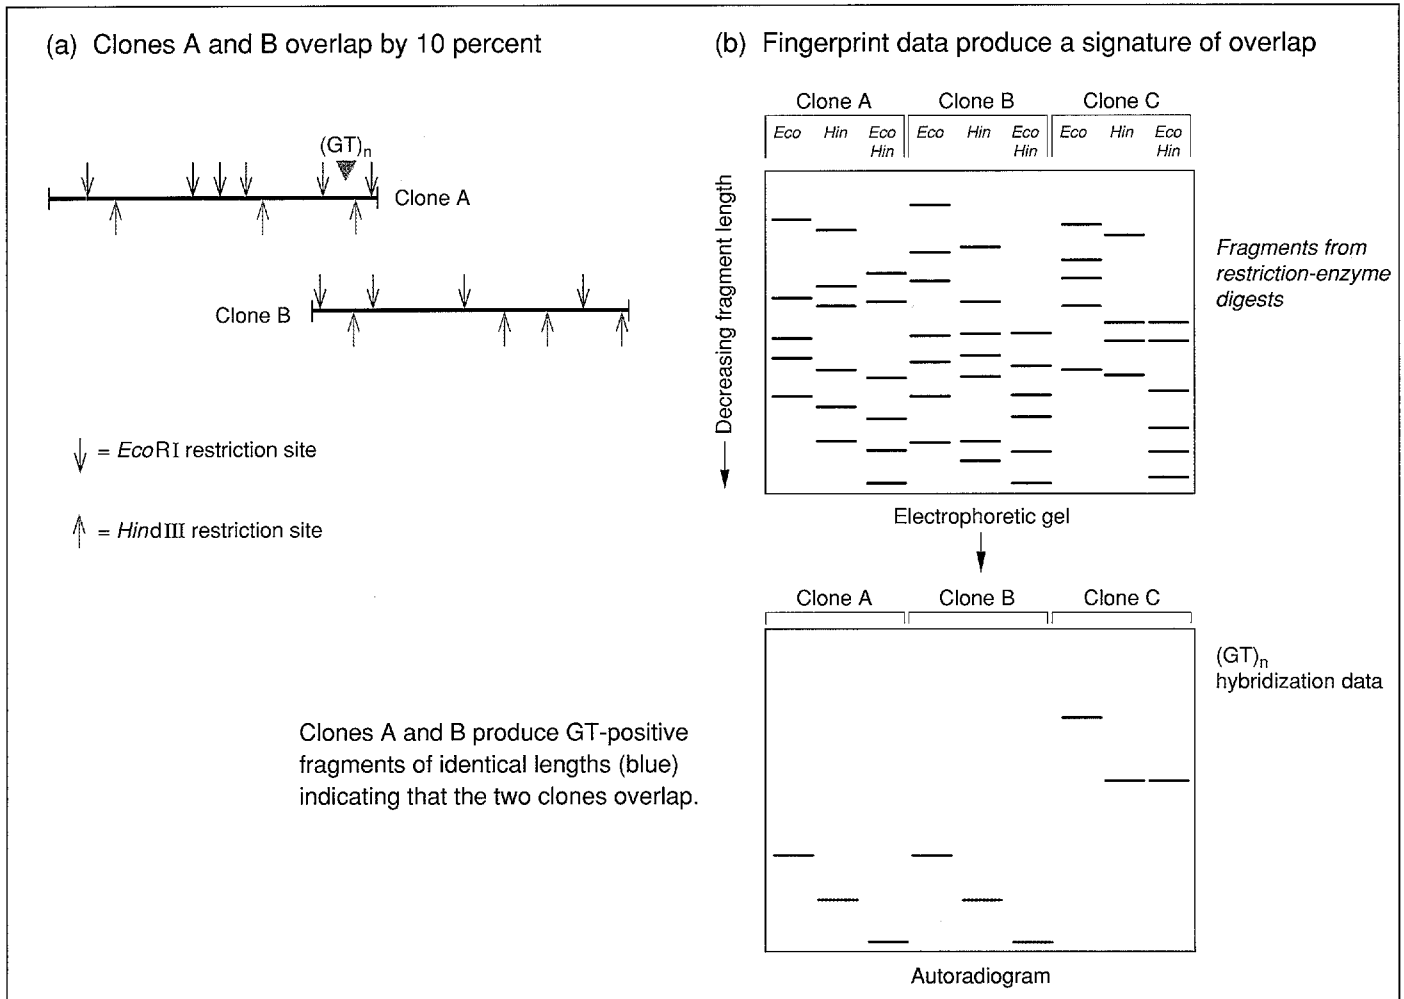 (a) Clones A and B overlap by 10 percent
(GT)n
Clone A
Clone B
= EcoRI restriction site
= HindIII restriction site
Clones A and B produce GT-positive
fragments of identical lengths (blue)
indicating that the two clones overlap.
(b) Fingerprint data produce a signature of overlap
Clone A Clone B Clone C
Eco Hin Eco Hin Eco Hin Eco Hin Eco Hin Eco Hin
Decreasing fragment length
Fragments from
restriction-enzyme
digests
Electrophoretic gel
Clone A Clone B Clone C
(GT)n
hybridization data
Autoradiogram